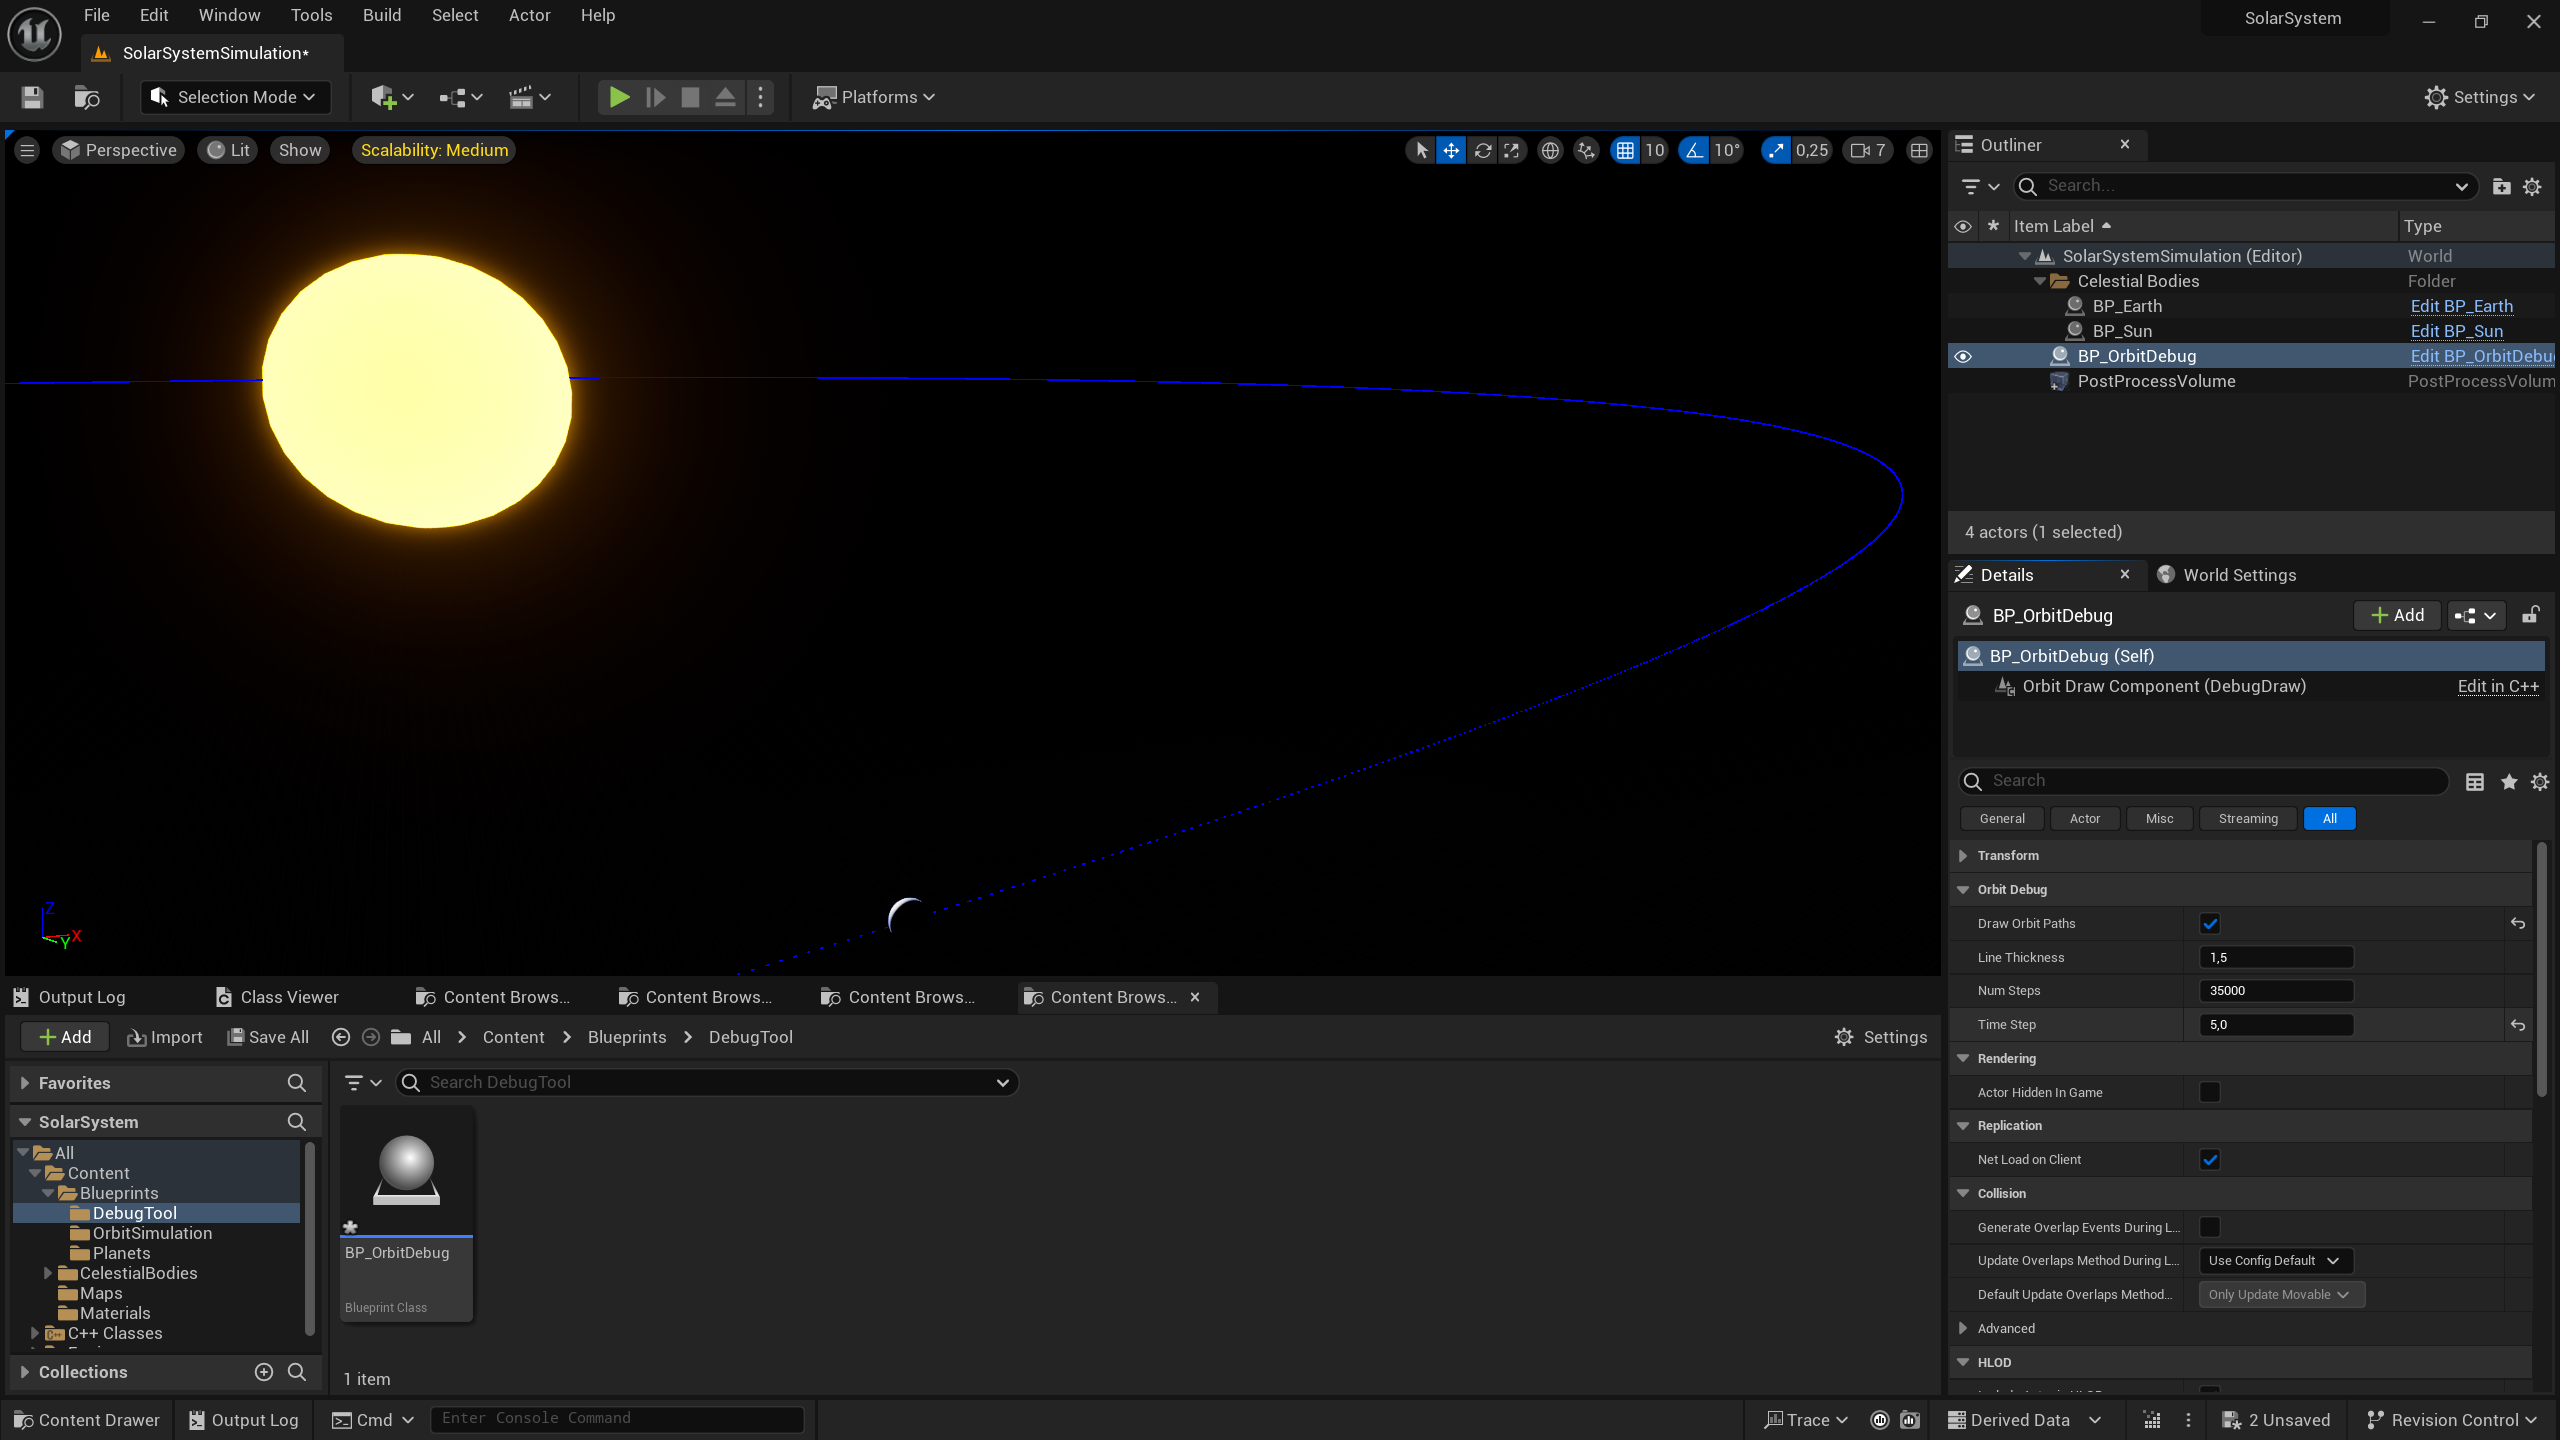 File Edit Window Tools Build Select Actor Help
SolarSystem
SolarSystemSimulation*
Selection Mode
Platforms
Settings
Perspective Lit Show Scalability: Medium
10 10° 0,25 7
Z
X
Y
Outliner
Search...
Item Label Type
SolarSystemSimulation (Editor) World
Celestial Bodies Folder
BP_Earth Edit BP_Earth
BP_Sun Edit BP_Sun
BP_OrbitDebug Edit BP_OrbitDebu
PostProcessVolume PostProcessVolum
4 actors (1 selected)
Details World Settings
BP_OrbitDebug Add
BP_OrbitDebug (Self)
Orbit Draw Component (DebugDraw) Edit in C++
Search
General Actor Misc Streaming All
Transform
Orbit Debug
Draw Orbit Paths
Line Thickness 1,5
Num Steps 35000
Time Step 5,0
Rendering
Actor Hidden In Game
Replication
Net Load on Client
Collision
Generate Overlap Events During L...
Update Overlaps Method During L... Use Config Default
Default Update Overlaps Method... Only Update Movable
Advanced
HLOD
Output Log Class Viewer Content Brows... Content Brows... Content Brows... Content Brows...
Add Import Save All All Content Blueprints DebugTool Settings
Favorites
Search DebugTool
SolarSystem
All
Content
Blueprints
DebugTool
OrbitSimulation
Planets
CelestialBodies
Maps
Materials
C++ Classes
Collections
BP_OrbitDebug
Blueprint Class
1 item
Content Drawer Output Log Cmd Enter Console Command Trace Derived Data 2 Unsaved Revision Control